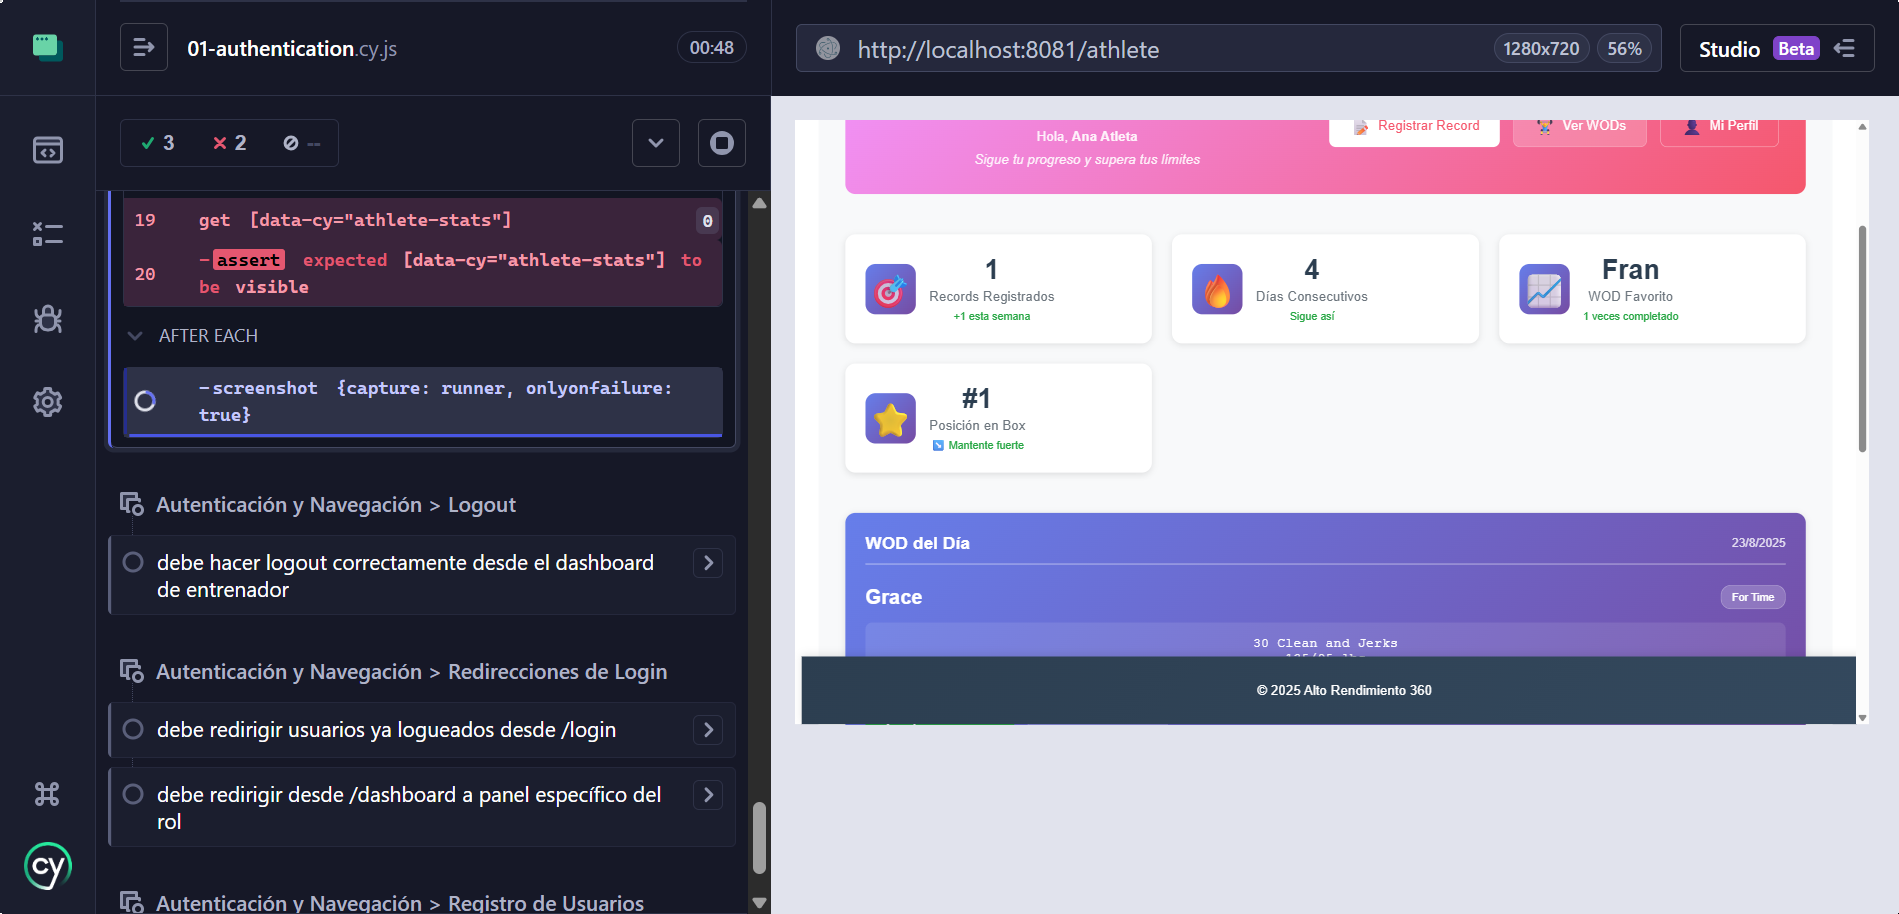 01-authentication.cy.js
00:48
3
2
--
19 get [data-cy="athlete-stats"] 0
20 -assert expected [data-cy="athlete-stats"] to
be visible
AFTER EACH
-screenshot {capture: runner, onlyonfailure:
true}
Autenticación y Navegación > Logout
debe hacer logout correctamente desde el dashboard
de entrenador
Autenticación y Navegación > Redirecciones de Login
debe redirigir usuarios ya logueados desde /login
debe redirigir desde /dashboard a panel específico del
rol
Autenticación y Navegación > Registro de Usuarios
cy
http://localhost:8081/athlete
1280x720
56%
Studio Beta
Hola, Ana Atleta
Sigue tu progreso y supera tus límites
Registrar Record
Ver WODs
Mi Perfil
1
Records Registrados
+1 esta semana
4
Días Consecutivos
Sigue así
Fran
WOD Favorito
1 veces completado
#1
Posición en Box
Mantente fuerte
WOD del Día
23/8/2025
Grace
For Time
30 Clean and Jerks
© 2025 Alto Rendimiento 360